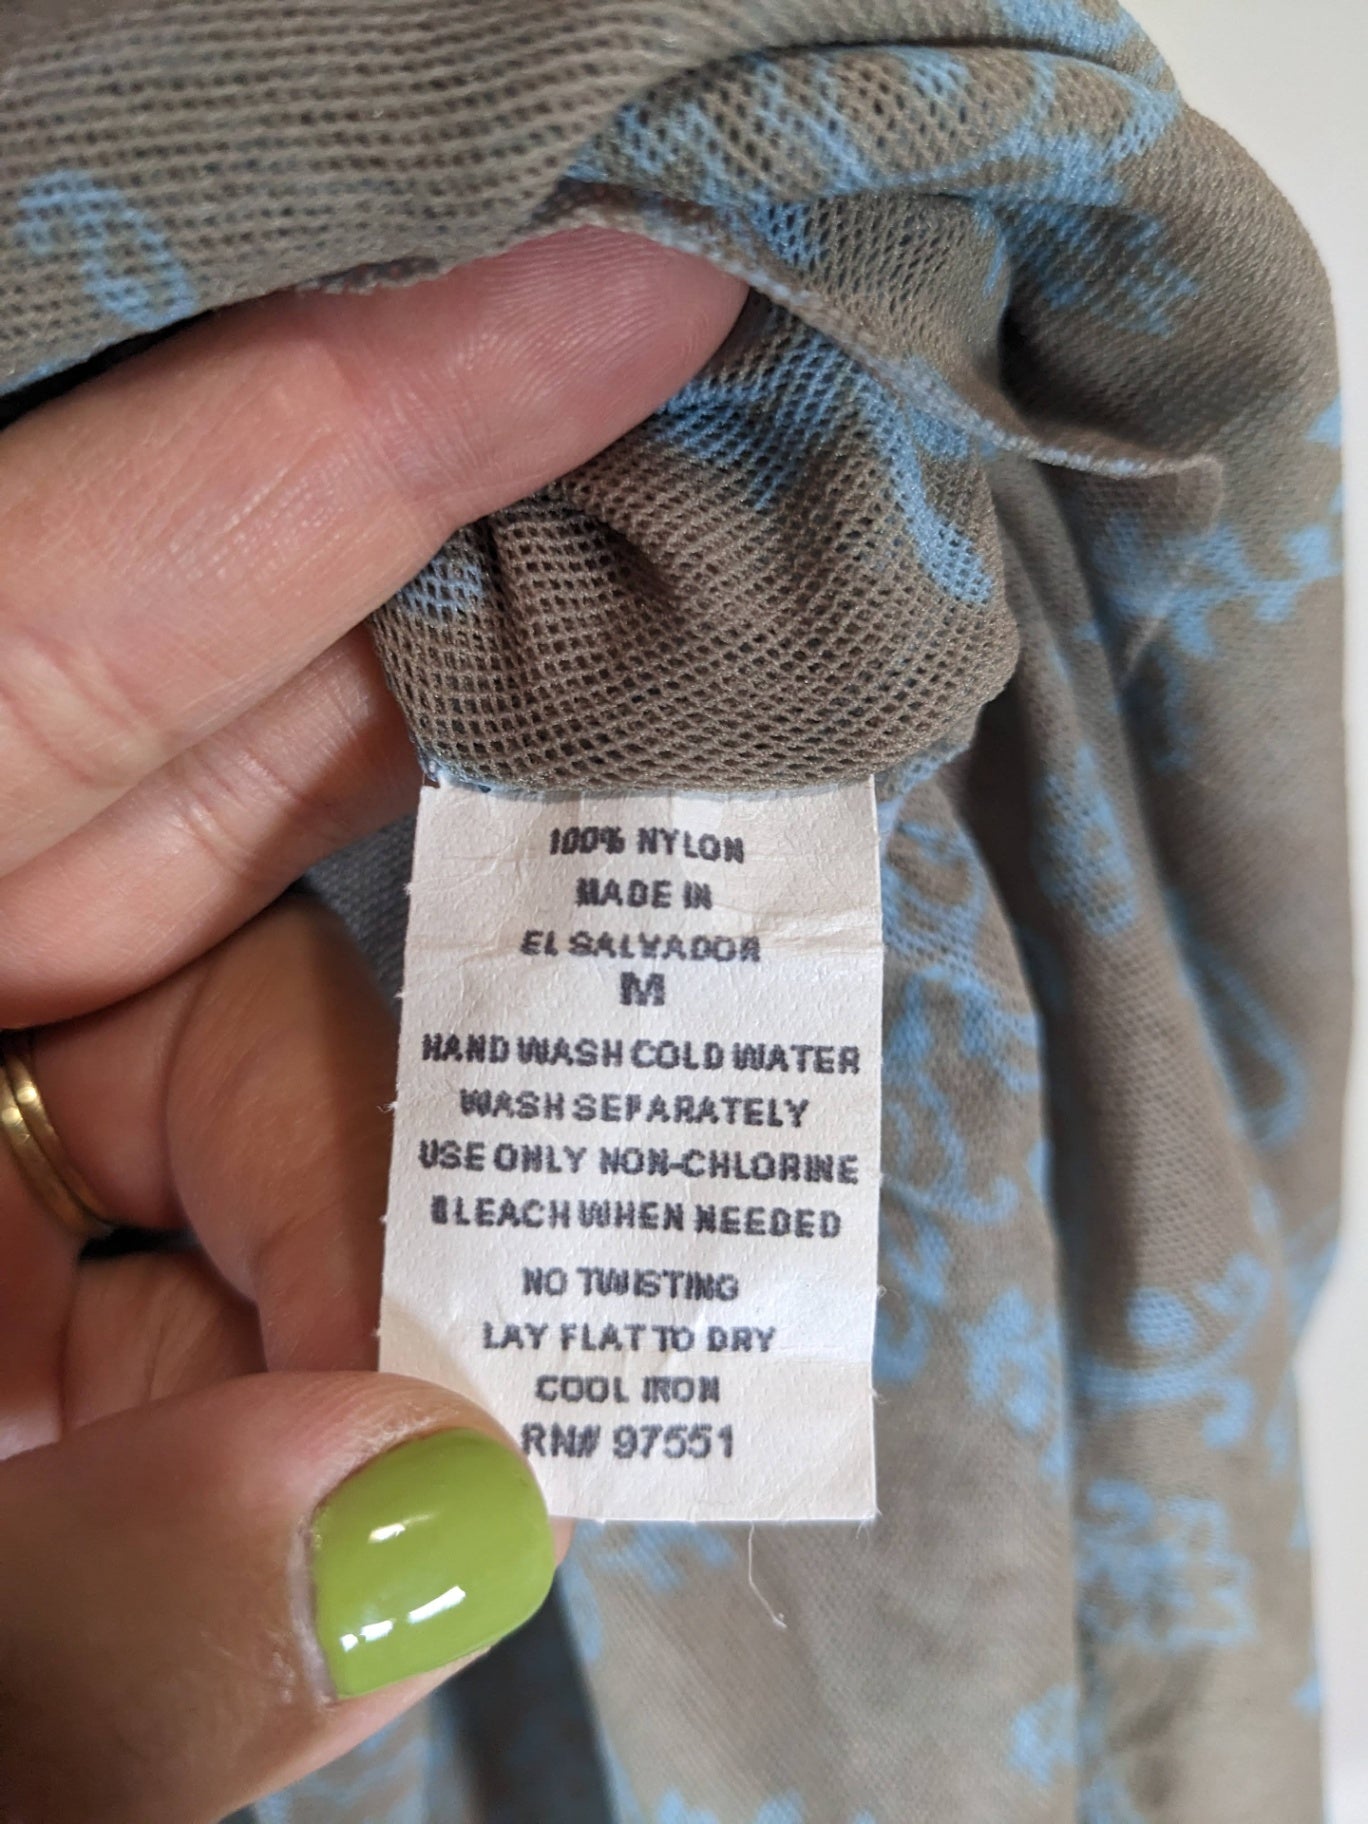 100% NYLON
MADE IN
EL SALVADOR
M
HAND WASH COLD WATER
WASH SEPARATELY
USE ONLY NON-CHLORINE
BLEACH WHEN NEEDED
NO TWISTING
LAY FLAT TO DRY
COOL IRON
RN# 97551